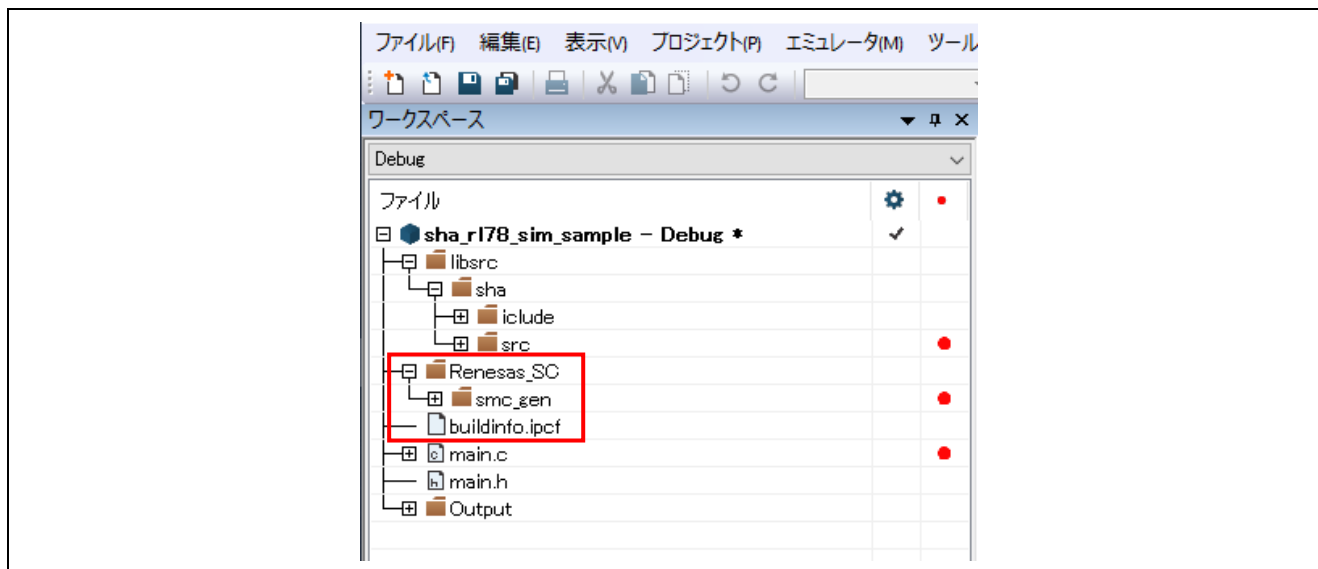 ファイル(F) 編集(E) 表示(V) プロジェクト(P) エミュレータ(M) ツール
ワークスペース
Debug
ファイル
sha_rl78_sim_sample - Debug *
libsrc
sha
iclude
src
Renesas_SC
smc_gen
buildinfo.ipcf
main.c
main.h
Output